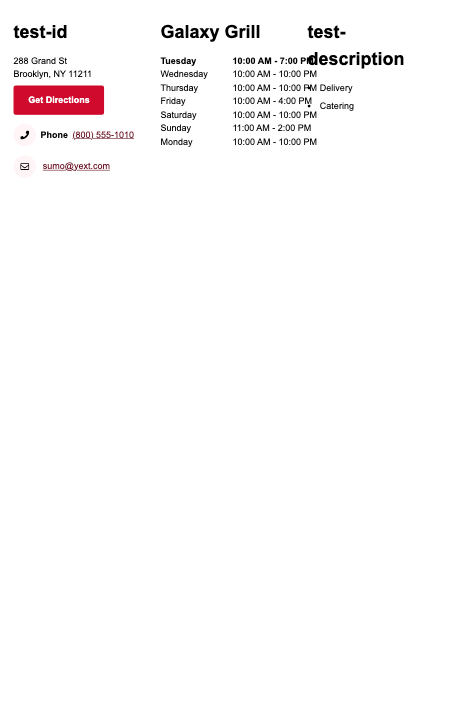 test-id
288 Grand St
Brooklyn, NY 11211
Get Directions
Phone (800) 555-1010
sumo@yext.com
Galaxy Grill
Tuesday 10:00 AM - 7:00 PM
Wednesday 10:00 AM - 10:00 PM
Thursday 10:00 AM - 10:00 PM
Friday 10:00 AM - 4:00 PM
Saturday 10:00 AM - 10:00 PM
Sunday 11:00 AM - 2:00 PM
Monday 10:00 AM - 10:00 PM
test-
description
• Delivery
• Catering